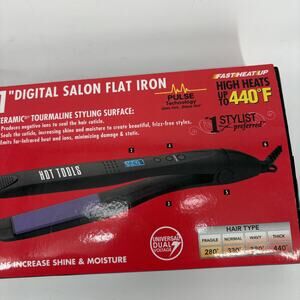 1"DIGITAL SALON FLAT IRON
PULSE
Technology
FAST HEAT UP
HIGH HEATS
UP TO 440°F
#1 STYLIST
preferred
CERAMIC TOURMALINE STYLING SURFACE:
Produces negative ions to seal the hair cuticle.
Seals the cuticle, increasing shine and moisture to create beautiful, frizz-free styles.
Emits far-infrared heat and ions, minimizing damage & static.
HOT TOOLS
UNIVERSAL
DUAL
VOLTAGE
HAIR TYPE
FRAGILE NORMAL WAVY THICK
280° 330° 440°
INCREASE SHINE & MOISTURE